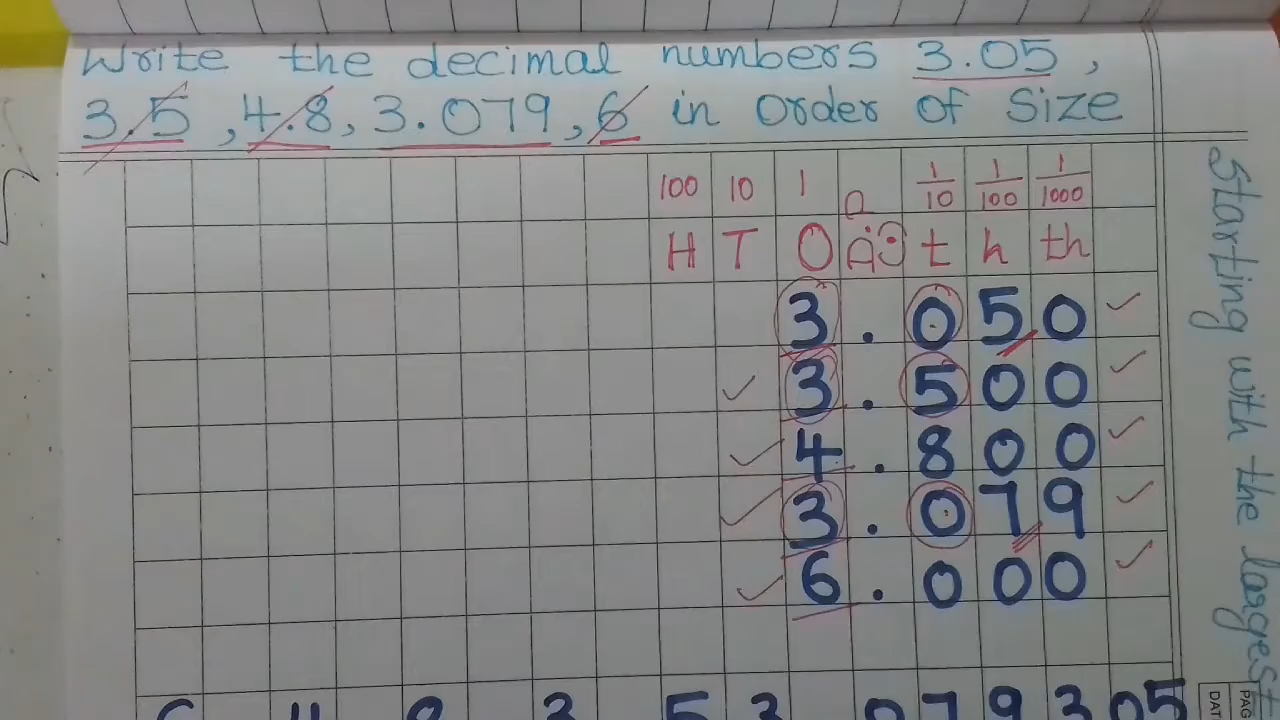 Write the decimal numbers 3.05,
3.5, 4.8, 3.079, 6 in order of Size
Starting with the largest
100 10 1 1/10 1/100 1/1000
H T O t h th
3 . 0 5 0
3 . 5 0 0
4 . 8 0 0
3 . 0 7 9
6 . 0 0 0